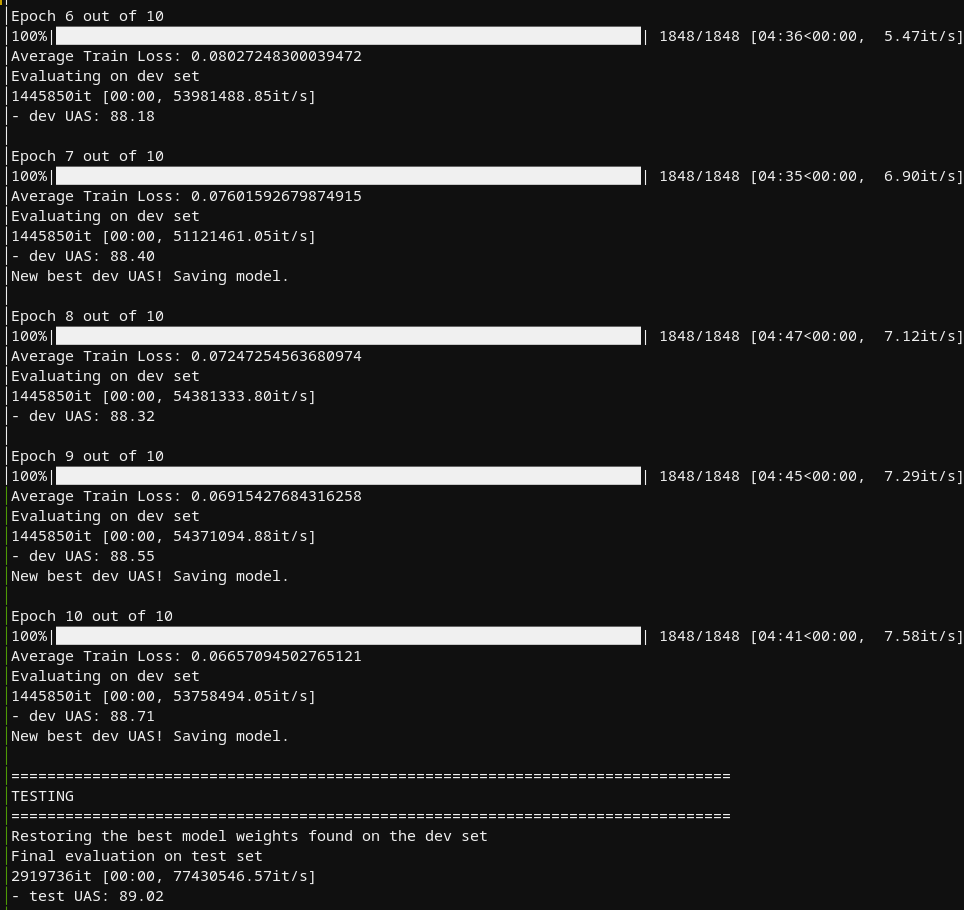 Epoch 6 out of 10
100%|██████████| 1848/1848 [04:36<00:00,  5.47it/s]
Average Train Loss: 0.08027248300039472
Evaluating on dev set
1445850it [00:00, 53981488.85it/s]
- dev UAS: 88.18
Epoch 7 out of 10
100%|██████████| 1848/1848 [04:35<00:00,  6.90it/s]
Average Train Loss: 0.07601592679874915
Evaluating on dev set
1445850it [00:00, 51121461.05it/s]
- dev UAS: 88.40
New best dev UAS! Saving model.
Epoch 8 out of 10
100%|██████████| 1848/1848 [04:47<00:00,  7.12it/s]
Average Train Loss: 0.07247254563680974
Evaluating on dev set
1445850it [00:00, 54381333.80it/s]
- dev UAS: 88.32
Epoch 9 out of 10
100%|██████████| 1848/1848 [04:45<00:00,  7.29it/s]
Average Train Loss: 0.06915427684316258
Evaluating on dev set
1445850it [00:00, 54371094.88it/s]
- dev UAS: 88.55
New best dev UAS! Saving model.
Epoch 10 out of 10
100%|██████████| 1848/1848 [04:41<00:00,  7.58it/s]
Average Train Loss: 0.06657094502765121
Evaluating on dev set
1445850it [00:00, 53758494.05it/s]
- dev UAS: 88.71
New best dev UAS! Saving model.
================================================================================
TESTING
================================================================================
Restoring the best model weights found on the dev set
Final evaluation on test set
2919736it [00:00, 77430546.57it/s]
- test UAS: 89.02